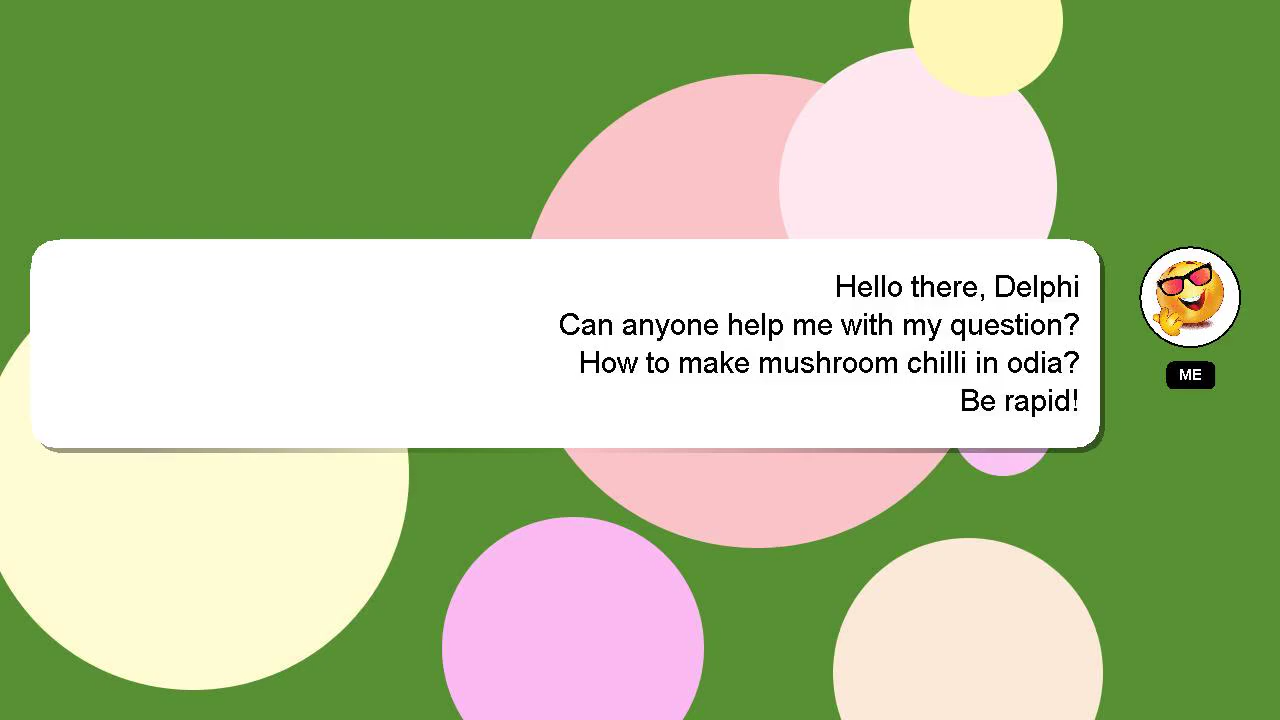 Hello there, Delphi
Can anyone help me with my question?
How to make mushroom chilli in odia?
Be rapid!
ME